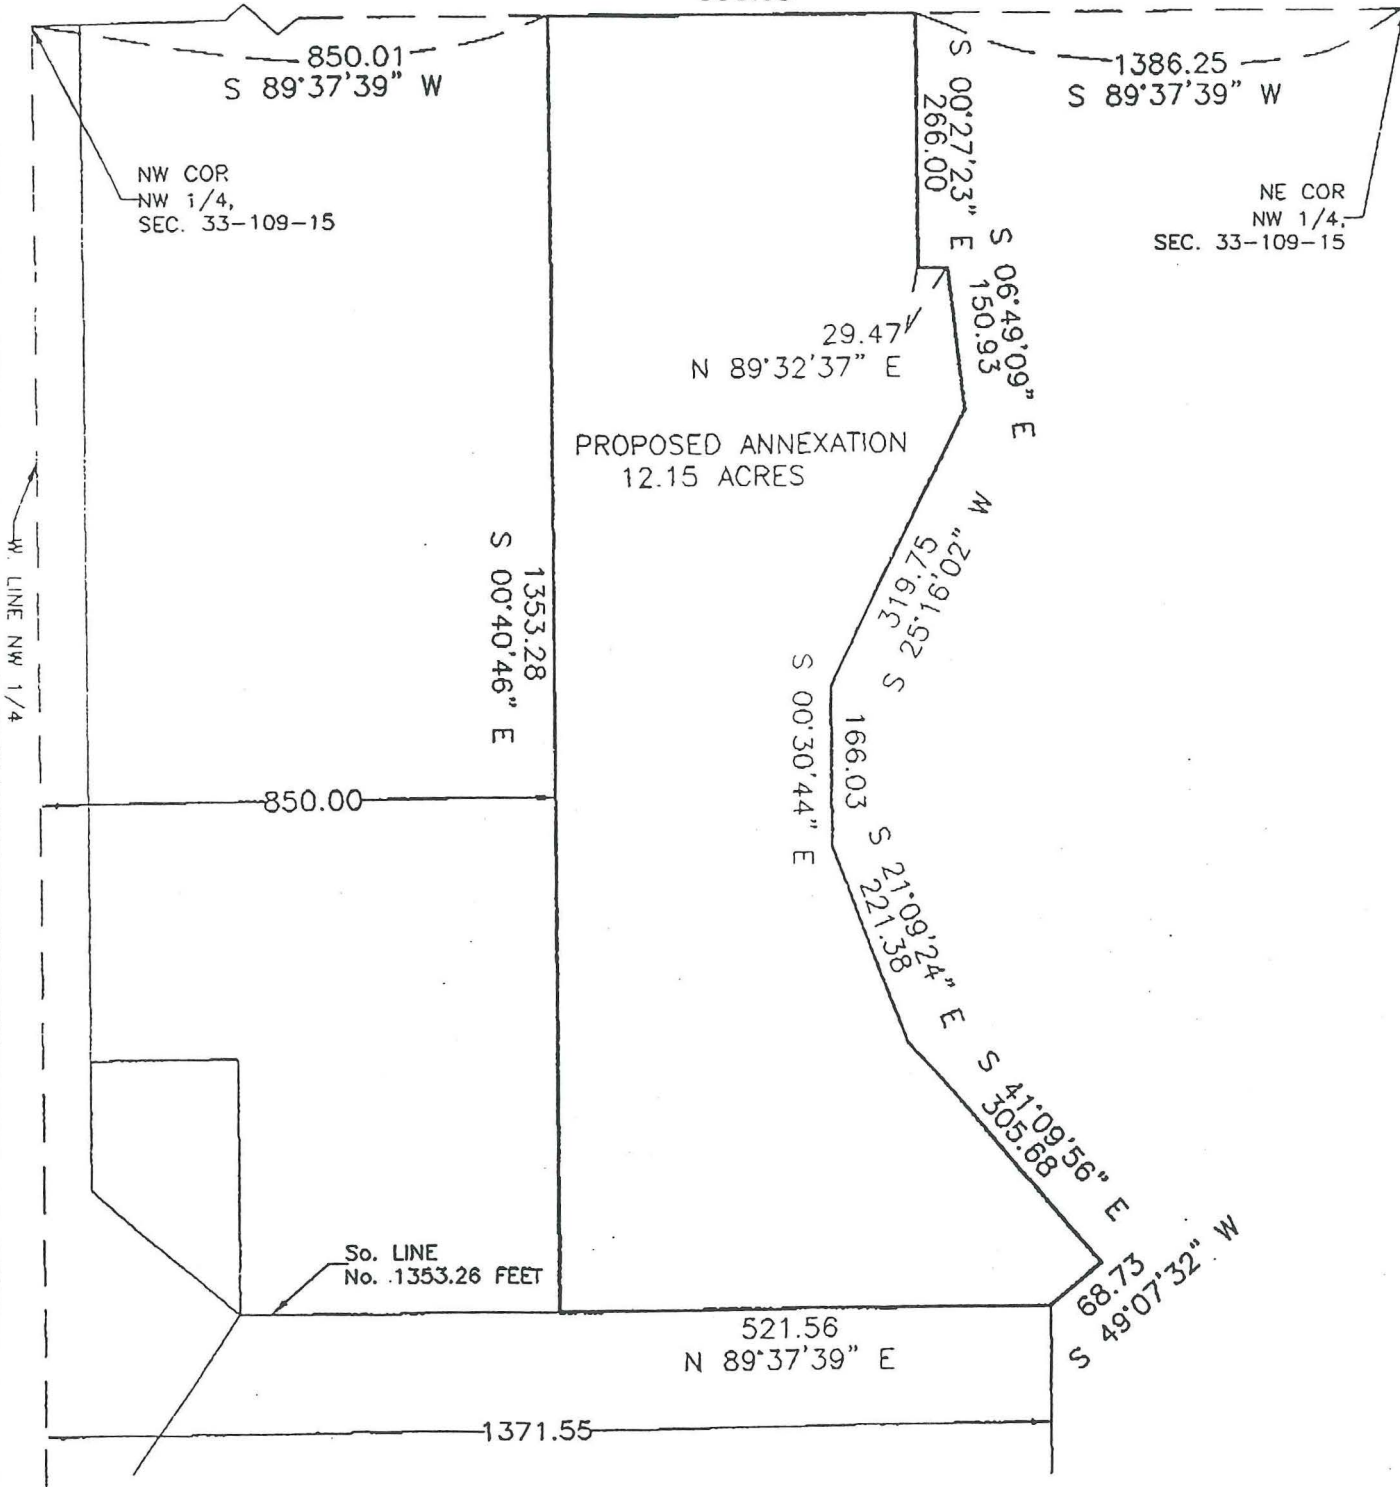 850.01
S 89°37'39" W
1386.25
S 89°37'39" W
NW COR
NW 1/4,
SEC. 33-109-15
S 00°27'23" E
266.00
NE COR
NW 1/4,
SEC. 33-109-15
S 06°49'09" E
150.93
29.47
N 89°32'37" E
PROPOSED ANNEXATION
12.15 ACRES
W. LINE NW 1/4
1353.28
S 00°40'46" E
319.75
S 25°16'02" W
166.03
S 00°30'44" E
850.00
S 21°09'24" E
221.38
S 41°09'56" E
305.68
So. LINE
No. 1353.26 FEET
68.73
S 49°07'32" W
521.56
N 89°37'39" E
1371.55